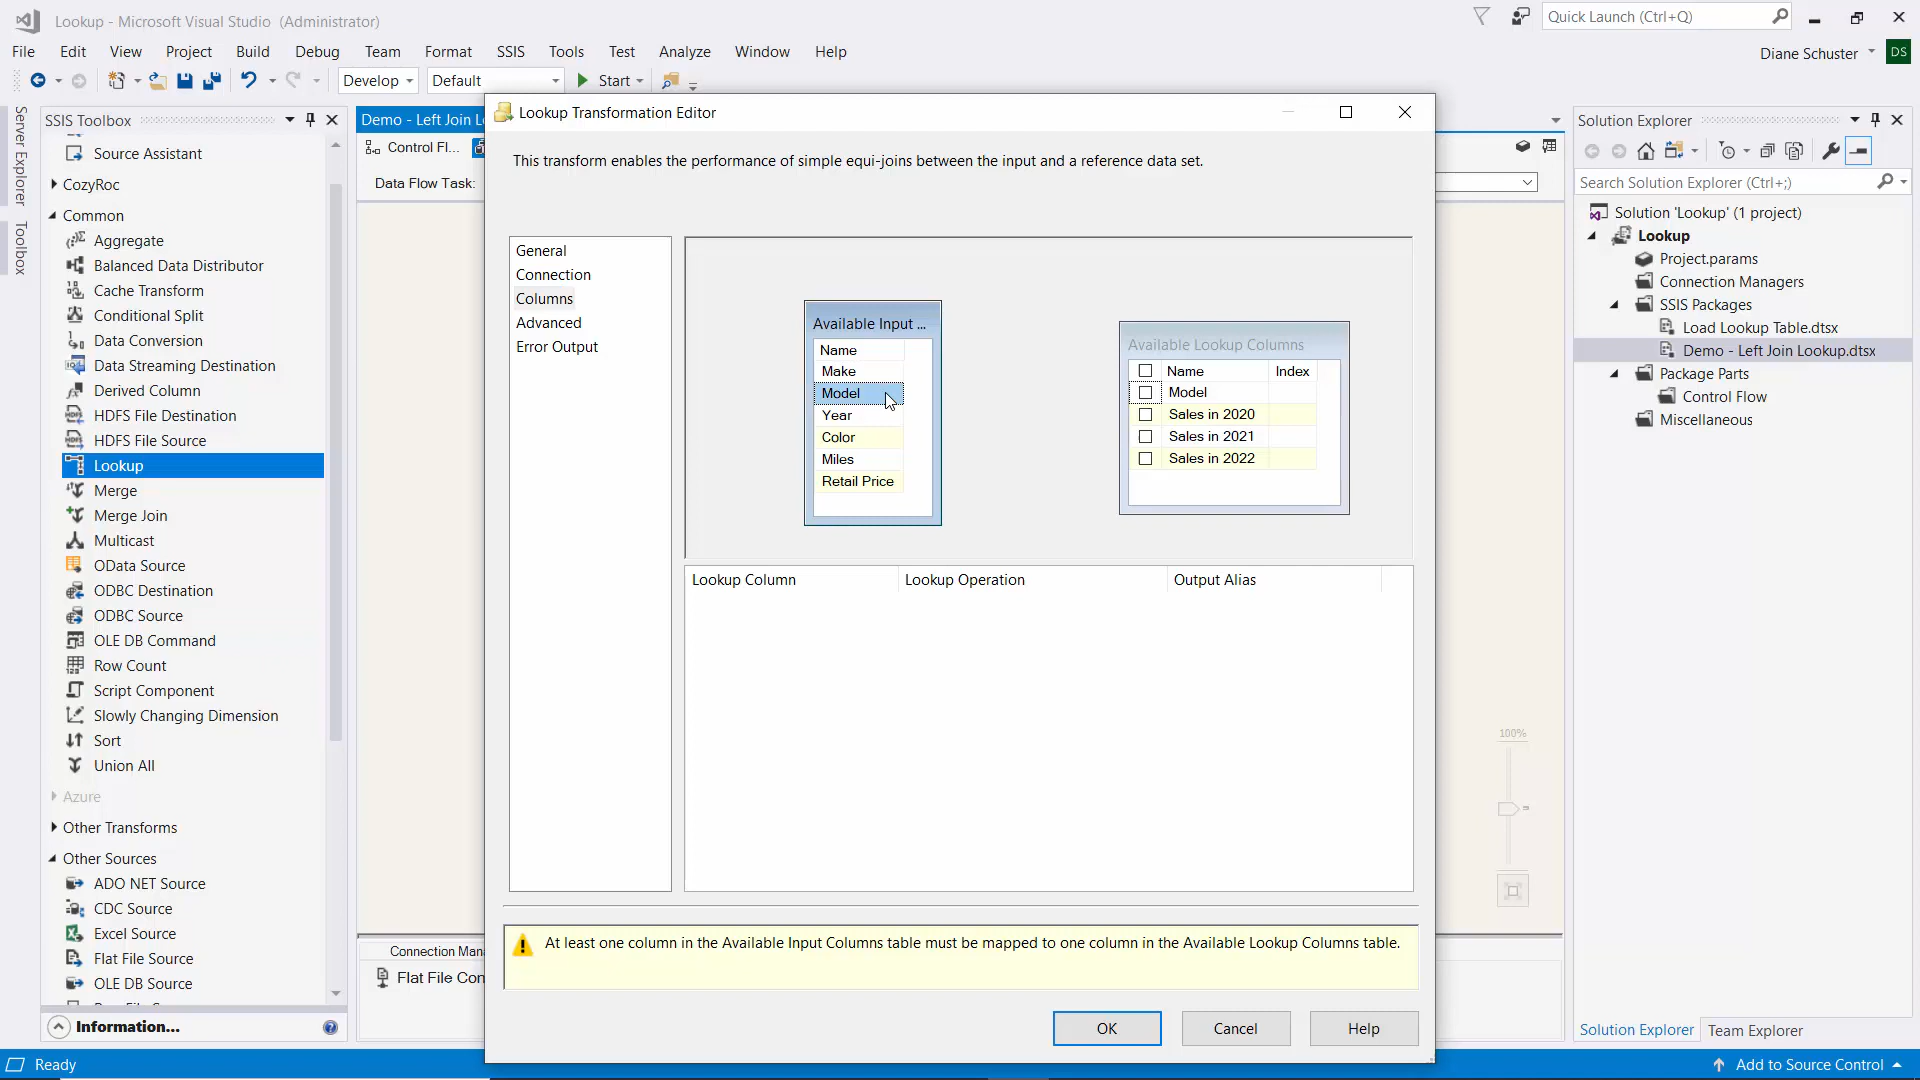 Lookup - Microsoft Visual Studio (Administrator)
Quick Launch (Ctrl+Q)
File Edit View Project Build Debug Team Format SSIS Tools Test Analyze Window Help
Diane Schuster DS
Develop Default Start
Server Explorer
Toolbox
SSIS Toolbox
Source Assistant
CozyRoc
Common
Aggregate
Balanced Data Distributor
Cache Transform
Conditional Split
Data Conversion
Data Streaming Destination
Derived Column
HDFS File Destination
HDFS File Source
Lookup
Merge
Merge Join
Multicast
OData Source
ODBC Destination
ODBC Source
OLE DB Command
Row Count
Script Component
Slowly Changing Dimension
Sort
Union All
Azure
Other Transforms
Other Sources
ADO NET Source
CDC Source
Excel Source
Flat File Source
OLE DB Source
Information...
Demo - Left Join Lo
Control Fl...
Data Flow Task:
100%
Connection Mana
Flat File Con
Lookup Transformation Editor
This transform enables the performance of simple equi-joins between the input and a reference data set.
General
Connection
Columns
Advanced
Error Output
Available Input ...
Name
Make
Model
Year
Color
Miles
Retail Price
Available Lookup Columns
Name Index
Model
Sales in 2020
Sales in 2021
Sales in 2022
Lookup Column Lookup Operation Output Alias
At least one column in the Available Input Columns table must be mapped to one column in the Available Lookup Columns table.
OK Cancel Help
Solution Explorer
Search Solution Explorer (Ctrl+;)
Solution 'Lookup' (1 project)
Lookup
Project.params
Connection Managers
SSIS Packages
Load Lookup Table.dtsx
Demo - Left Join Lookup.dtsx
Package Parts
Control Flow
Miscellaneous
Solution Explorer Team Explorer
Ready
Add to Source Control